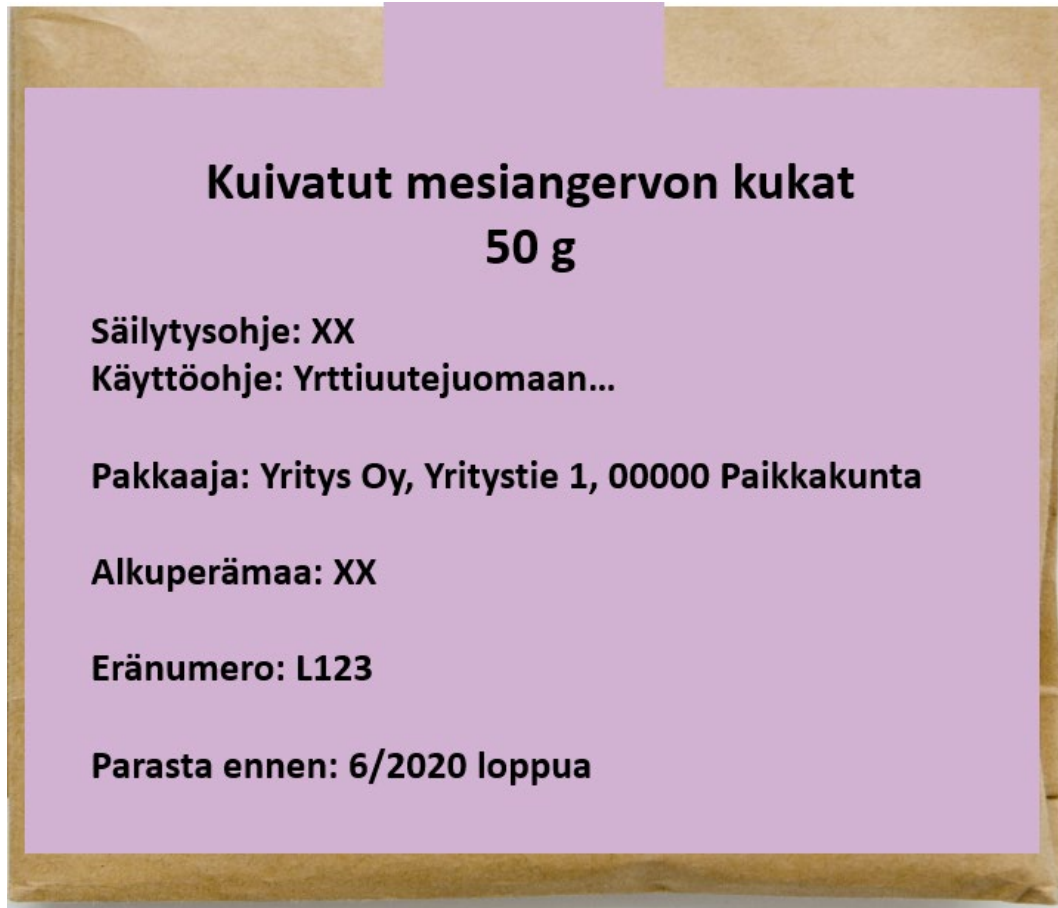 Kuivatut mesiangervon kukat
50 g
Säilytysohje: XX
Käyttöohje: Yrttiuutejuomaan...
Pakkaaja: Yritys Oy, Yritystie 1, 00000 Paikkakunta
Alkuperämaa: XX
Eränumero: L123
Parasta ennen: 6/2020 loppua